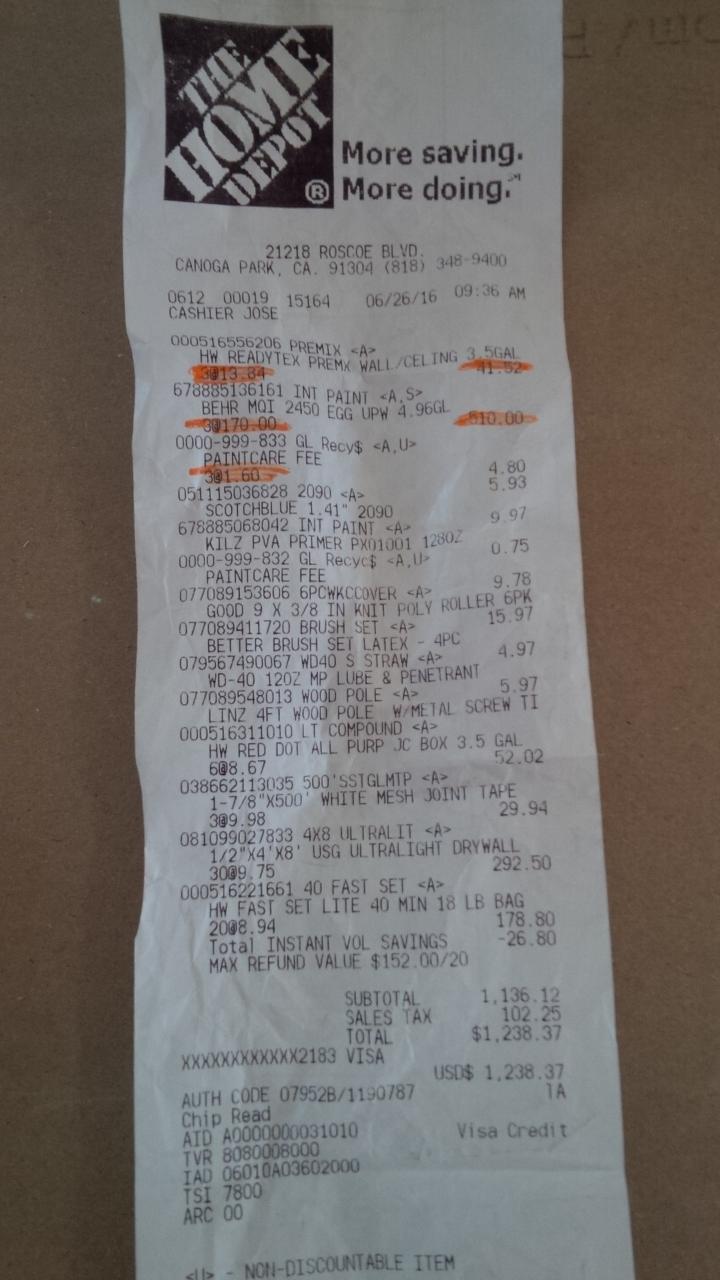 THE
HOME
DEPOT
®
More saving.
More doing.℠
21218 ROSCOE BLVD.
CANOGA PARK, CA. 91304 (818) 348-9400
0612 00019 15164 06/26/16 09:36 AM
CASHIER JOSE
000516556206 PREMIX <A>
HW READYTEX PREMX WALL/CELING 3.5GAL
3@13.84 41.52
678885136161 INT PAINT <A,S>
BEHR MQI 2450 EGG UPW 4.96GL
3@170.00 510.00
0000-999-833 GL Recy$ <A,U>
PAINTCARE FEE
3@1.60 4.80
051115036828 2090 <A> 5.93
SCOTCHBLUE 1.41" 2090
678885068042 INT PAINT <A> 9.97
KILZ PVA PRIMER PX01001 128OZ
0000-999-832 GL Recyc$ <A,U> 0.75
PAINTCARE FEE
077089153606 6PCWKCCOVER <A> 9.78
GOOD 9 X 3/8 IN KNIT POLY ROLLER 6PK
077089411720 BRUSH SET <A> 15.97
BETTER BRUSH SET LATEX - 4PC
079567490067 WD40 S STRAW <A> 4.97
WD-40 12OZ MP LUBE & PENETRANT
077089548013 WOOD POLE <A> 5.97
LINZ 4FT WOOD POLE W/METAL SCREW TI
000516311010 LT COMPOUND <A>
HW RED DOT ALL PURP JC BOX 3.5 GAL
6@8.67 52.02
038662113035 500'SSTGLMTP <A>
1-7/8"X500' WHITE MESH JOINT TAPE
3@9.98 29.94
081099027833 4X8 ULTRALIT <A>
1/2"X4'X8' USG ULTRALIGHT DRYWALL
30@9.75 292.50
000516221661 40 FAST SET <A>
HW FAST SET LITE 40 MIN 18 LB BAG
20@8.94 178.80
Total INSTANT VOL SAVINGS -26.80
MAX REFUND VALUE $152.00/20
SUBTOTAL 1,136.12
SALES TAX 102.25
TOTAL $1,238.37
XXXXXXXXXXXX2183 VISA
USD$ 1,238.37
AUTH CODE 07952B/1190787 TA
Chip Read
AID A0000000031010 Visa Credit
TVR 8080008000
IAD 06010A03602000
TSI 7800
ARC 00
<U> - NON-DISCOUNTABLE ITEM